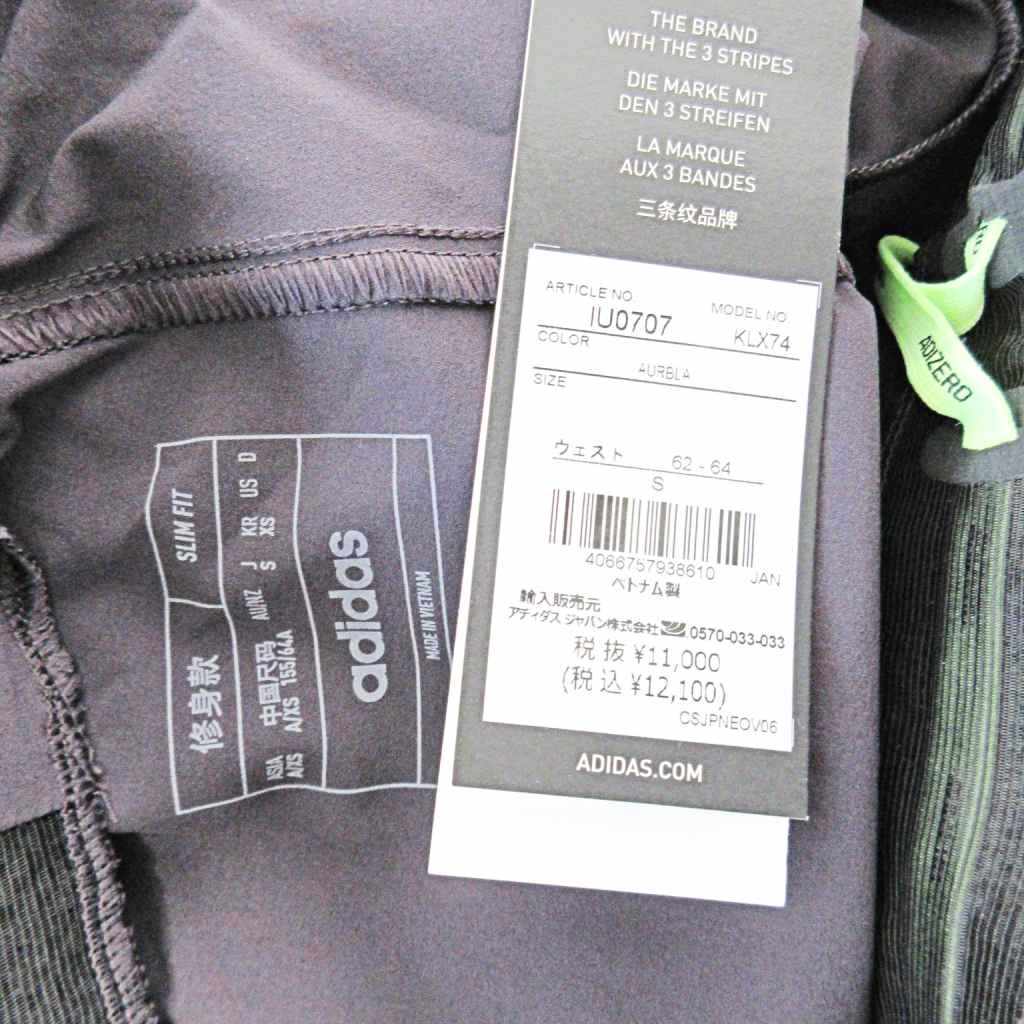 THE BRAND
WITH THE 3 STRIPES
DIE MARKE MIT
DEN 3 STREIFEN
LA MARQUE
AUX 3 BANDES
三条纹品牌
ARTICLE NO
MODEL NO
IU0707
KLX74
COLOR
AURBLA
SIZE
ウェスト 62 - 64
S
4066757938610 JAN
ベトナム製
輸入販売元
アディダス ジャパン株式会社 0570-033-033
税 抜 ¥11,000
(税 込 ¥12,100)
CSJPNEOV06
ADIDAS.COM
SLIM FIT
修身款
D
US
KR XS
J S
AU/NZ
中国尺码
A/XS 155/64A
ASIA
A/XS
adidas
MADE IN VIETNAM
ADIZERO